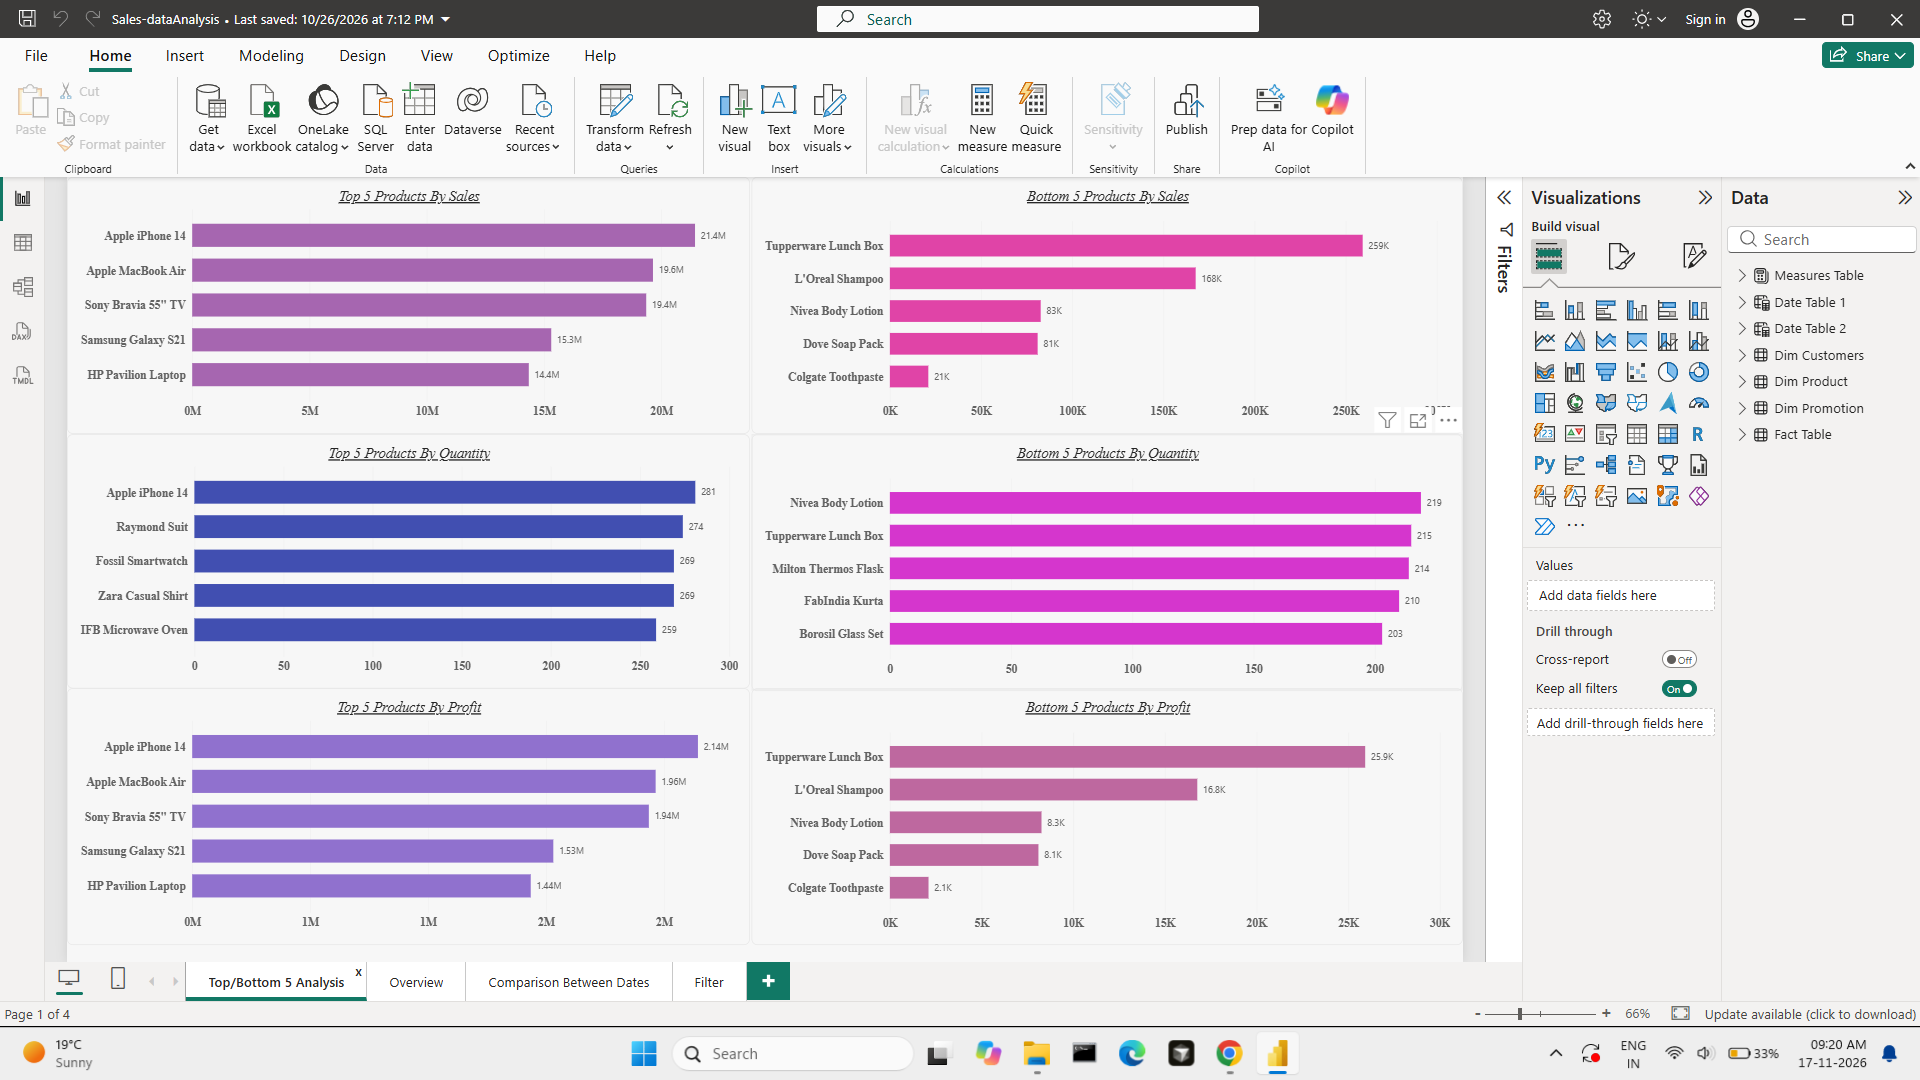 Sales-dataAnalysis • Last saved: 10/26/2026 at 7:12 PM
Search
Sign in
File
Home
Insert
Modeling
Design
View
Optimize
Help
Share
Paste
Cut
Copy
Format painter
Clipboard
Get data
Excel workbook
OneLake catalog
SQL Server
Enter data
Dataverse
Recent sources
Data
Transform data
Refresh
Queries
New visual
Text box
More visuals
Insert
New visual calculation
New measure
Quick measure
Calculations
Sensitivity
Sensitivity
Publish
Share
Prep data for AI
Copilot
Copilot
DAX
TMDL
Top 5 Products By Sales
Apple iPhone 14
21.4M
Apple MacBook Air
19.6M
Sony Bravia 55" TV
19.4M
Samsung Galaxy S21
15.3M
HP Pavilion Laptop
14.4M
0M 5M 10M 15M 20M
Bottom 5 Products By Sales
Tupperware Lunch Box
259K
L'Oreal Shampoo
168K
Nivea Body Lotion
83K
Dove Soap Pack
81K
Colgate Toothpaste
21K
0K 50K 100K 150K 200K 250K
Top 5 Products By Quantity
Apple iPhone 14
281
Raymond Suit
274
Fossil Smartwatch
269
Zara Casual Shirt
269
IFB Microwave Oven
259
0 50 100 150 200 250 300
Bottom 5 Products By Quantity
Nivea Body Lotion
219
Tupperware Lunch Box
215
Milton Thermos Flask
214
FabIndia Kurta
210
Borosil Glass Set
203
0 50 100 150 200
Top 5 Products By Profit
Apple iPhone 14
2.14M
Apple MacBook Air
1.96M
Sony Bravia 55" TV
1.94M
Samsung Galaxy S21
1.53M
HP Pavilion Laptop
1.44M
0M 1M 1M 2M 2M
Bottom 5 Products By Profit
Tupperware Lunch Box
25.9K
L'Oreal Shampoo
16.8K
Nivea Body Lotion
8.3K
Dove Soap Pack
8.1K
Colgate Toothpaste
2.1K
0K 5K 10K 15K 20K 25K 30K
Filters
Visualizations
Build visual
123
R
Py
Values
Add data fields here
Drill through
Cross-report
Off
Keep all filters
On
Add drill-through fields here
Data
Search
Measures Table
Date Table 1
Date Table 2
Dim Customers
Dim Product
Dim Promotion
Fact Table
Top/Bottom 5 Analysis
x
Overview
Comparison Between Dates
Filter
+
Page 1 of 4
- + 66%
Update available (click to download)
19°C
Sunny
Search
ENG
IN
33%
09:20 AM
17-11-2026